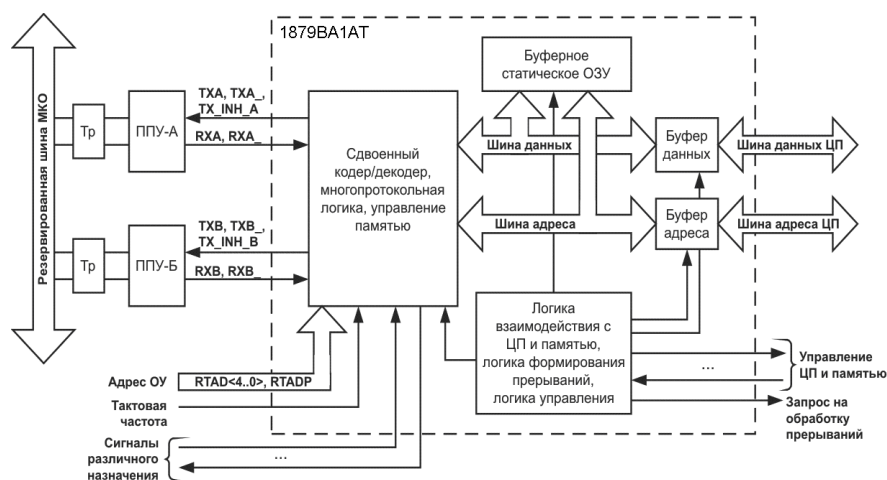 1879ВА1АТ
Буферное
статическое ОЗУ
Резервированная шина МКО
Тр
ППУ-А
TXA, TXA_,
TX_INH_A
RXA, RXA_
Сдвоенный
кодер/декодер,
многопротокольная
логика, управление
памятью
Шина данных
Буфер
данных
Шина данных ЦП
Шина адреса
Буфер
адреса
Шина адреса ЦП
Тр
ППУ-Б
TXB, TXB_,
TX_INH_B
RXB, RXB_
Логика
взаимодействия с
ЦП и памятью,
логика формирования
прерываний,
логика управления
...
Управление
ЦП и памятью
Запрос на
обработку
прерываний
Адрес ОУ
RTAD<4..0>, RTADP
Тактовая
частота
Сигналы
различного
назначения
...